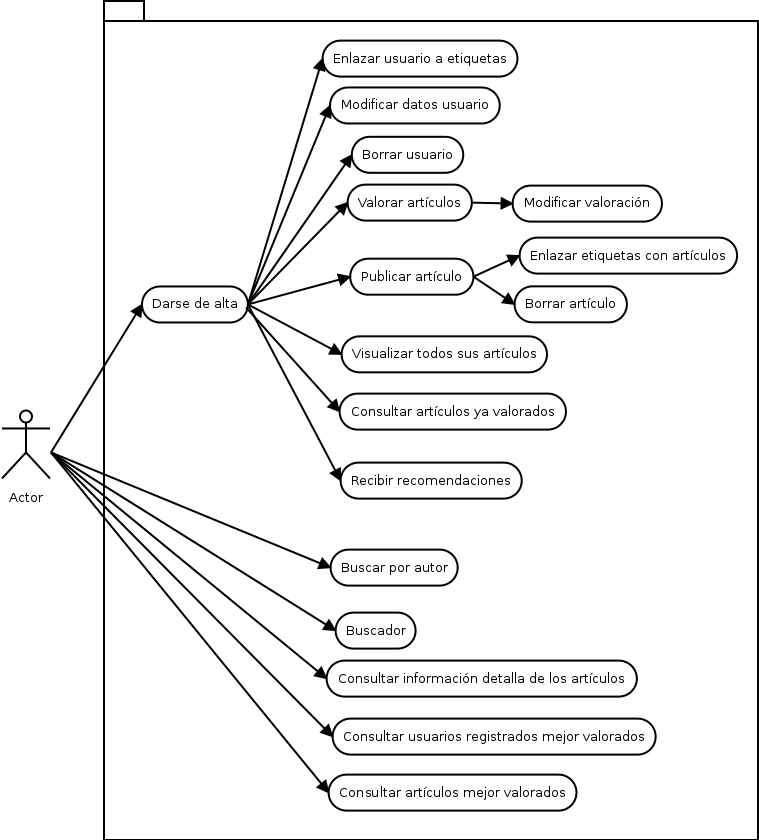 Enlazar usuario a etiquetas
Modificar datos usuario
Borrar usuario
Valorar artículos
Modificar valoración
Enlazar etiquetas con artículos
Publicar artículo
Darse de alta
Borrar artículo
Visualizar todos sus artículos
Consultar artículos ya valorados
Recibir recomendaciones
Actor
Buscar por autor
Buscador
Consultar información detalla de los artículos
Consultar usuarios registrados mejor valorados
Consultar artículos mejor valorados